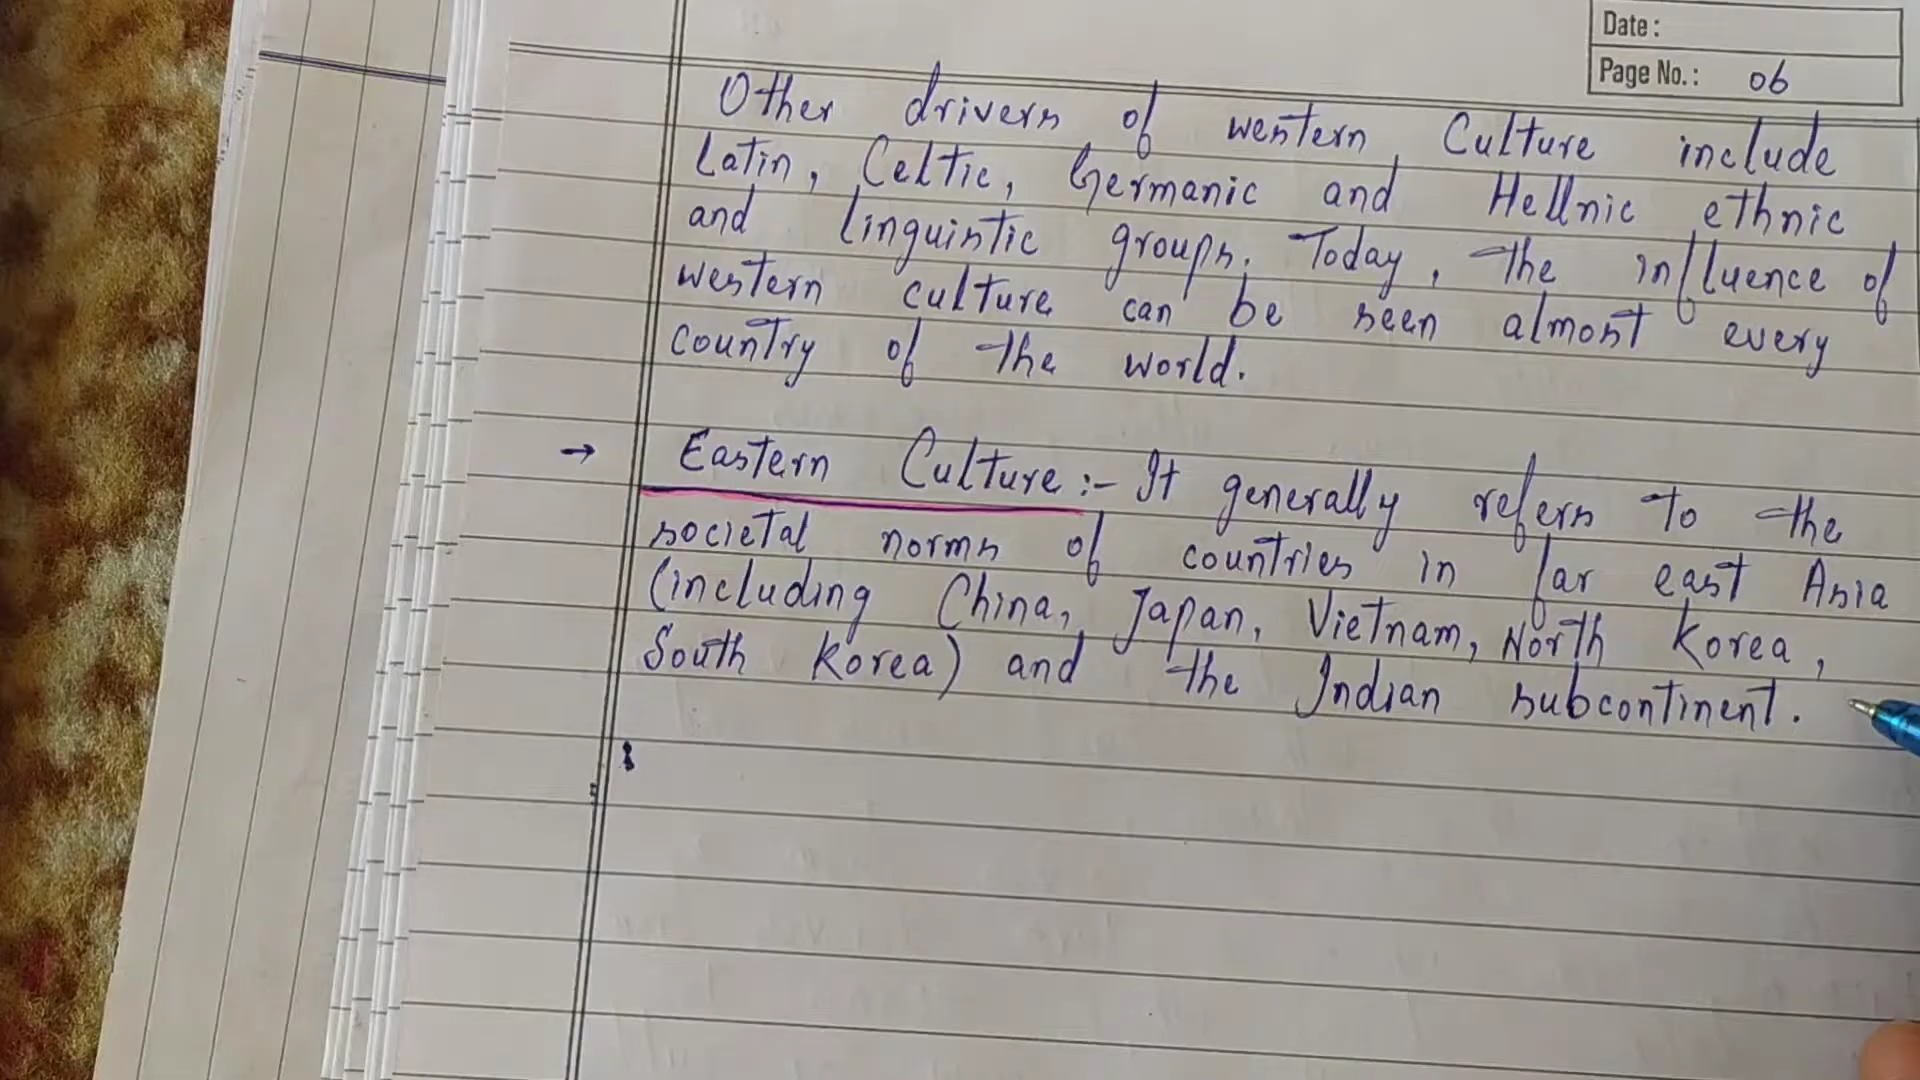 Date :
Page No. : 06
Other drivers of western Culture include
Latin, Celtic, Germanic and Hellnic ethnic
and linguistic groups. Today, the influence of
western culture can be seen almost every
country of the world.
→ Eastern Culture :- It generally refers to the
societal norms of countries in far east Asia
(including China, Japan, Vietnam, North Korea,
South Korea) and the Indian subcontinent.